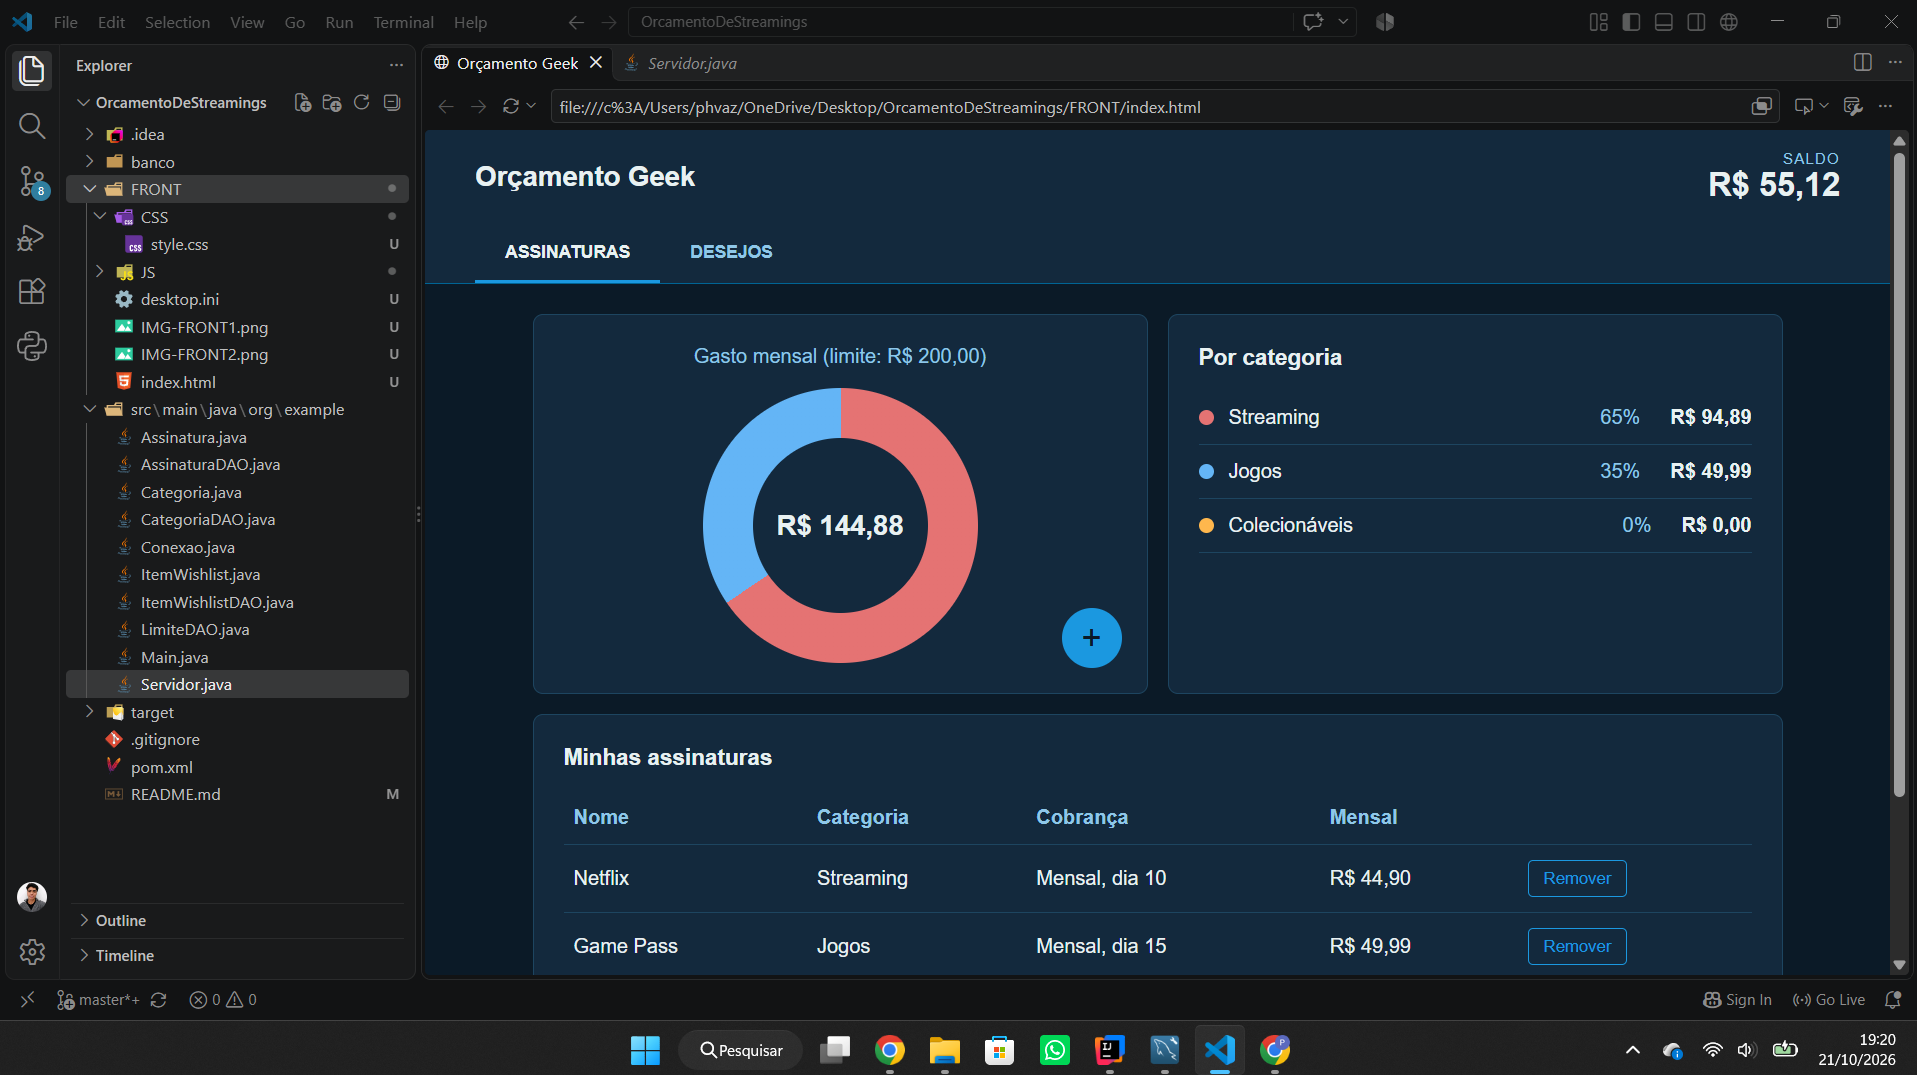 File Edit Selection View Go Run Terminal Help
OrcamentoDeStreamings
Explorer
OrcamentoDeStreamings
.idea
banco
FRONT
CSS
style.css U
JS
desktop.ini U
IMG-FRONT1.png U
IMG-FRONT2.png U
index.html U
src\main\java\org\example
Assinatura.java
AssinaturaDAO.java
Categoria.java
CategoriaDAO.java
Conexao.java
ItemWishlist.java
ItemWishlistDAO.java
LimiteDAO.java
Main.java
Servidor.java
target
.gitignore
pom.xml
README.md M
Outline
Timeline
8
Orçamento Geek
Servidor.java
file:///c%3A/Users/phvaz/OneDrive/Desktop/OrcamentoDeStreamings/FRONT/index.html
Orçamento Geek
SALDO
R$ 55,12
ASSINATURAS DESEJOS
Gasto mensal (limite: R$ 200,00)
R$ 144,88
+
Por categoria
Streaming 65% R$ 94,89
Jogos 35% R$ 49,99
Colecionáveis 0% R$ 0,00
Minhas assinaturas
Nome Categoria Cobrança Mensal
Netflix Streaming Mensal, dia 10 R$ 44,90 Remover
Game Pass Jogos Mensal, dia 15 R$ 49,99 Remover
master*+ 0 0
Sign In Go Live
Pesquisar
19:20
21/10/2026